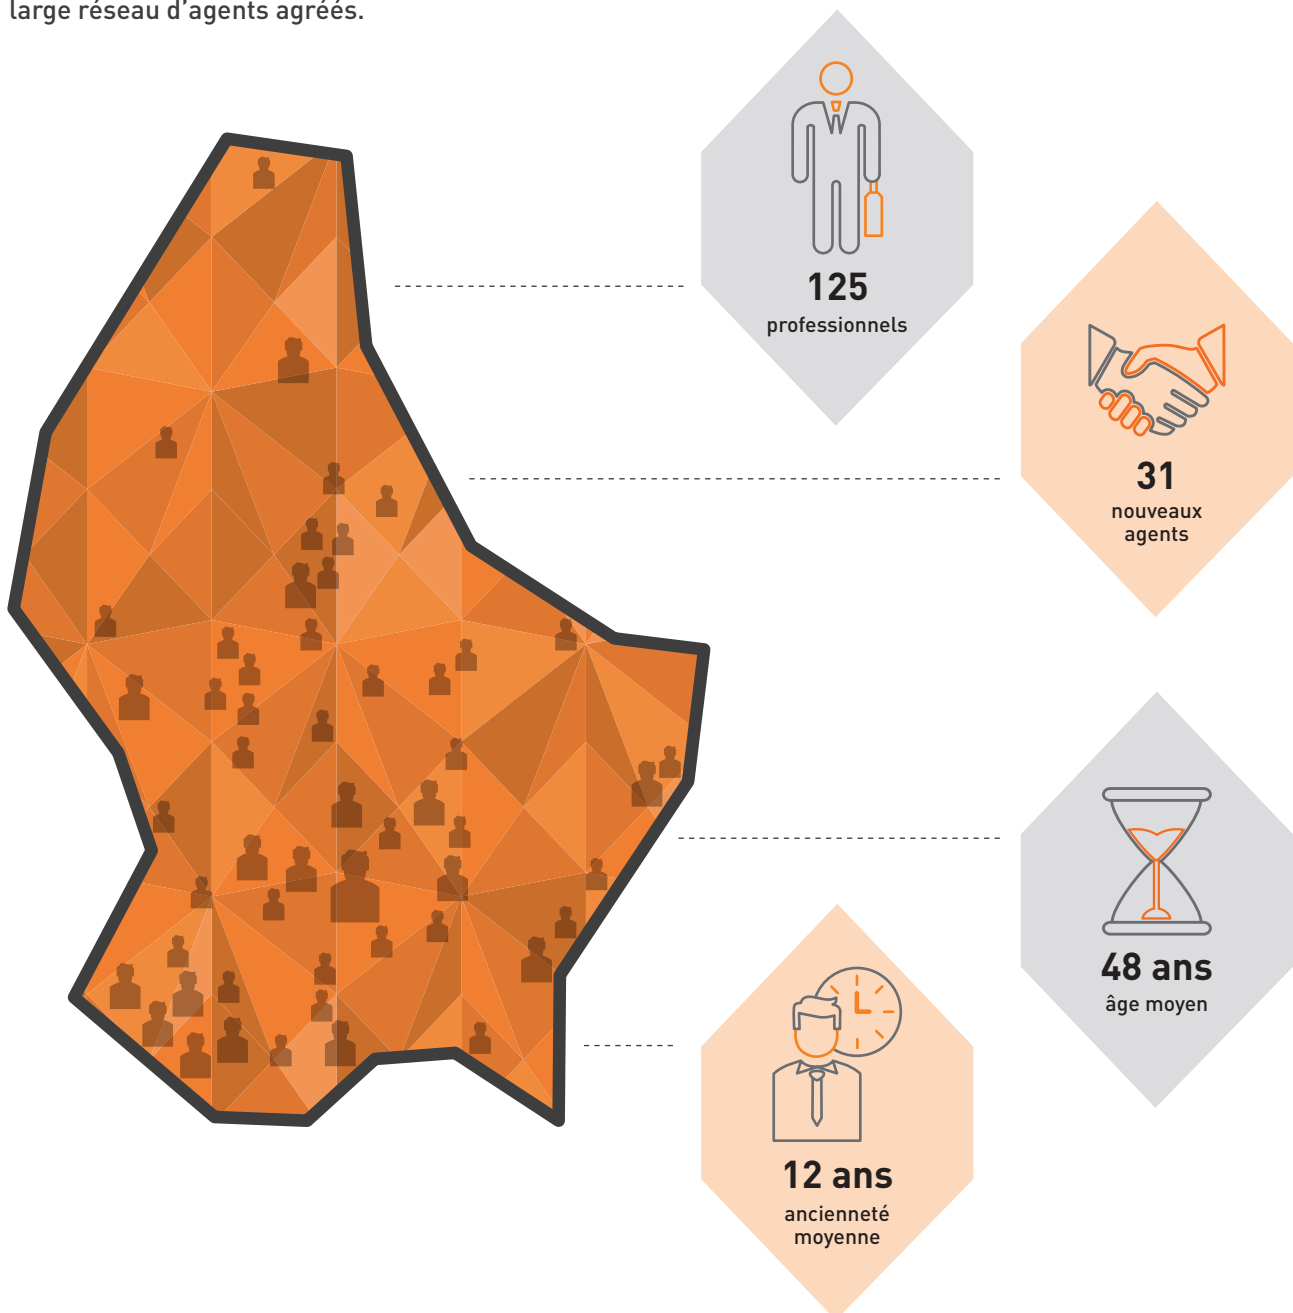 large réseau d’agents agréés.
125
professionnels
31
nouveaux
agents
48 ans
âge moyen
12 ans
ancienneté
moyenne